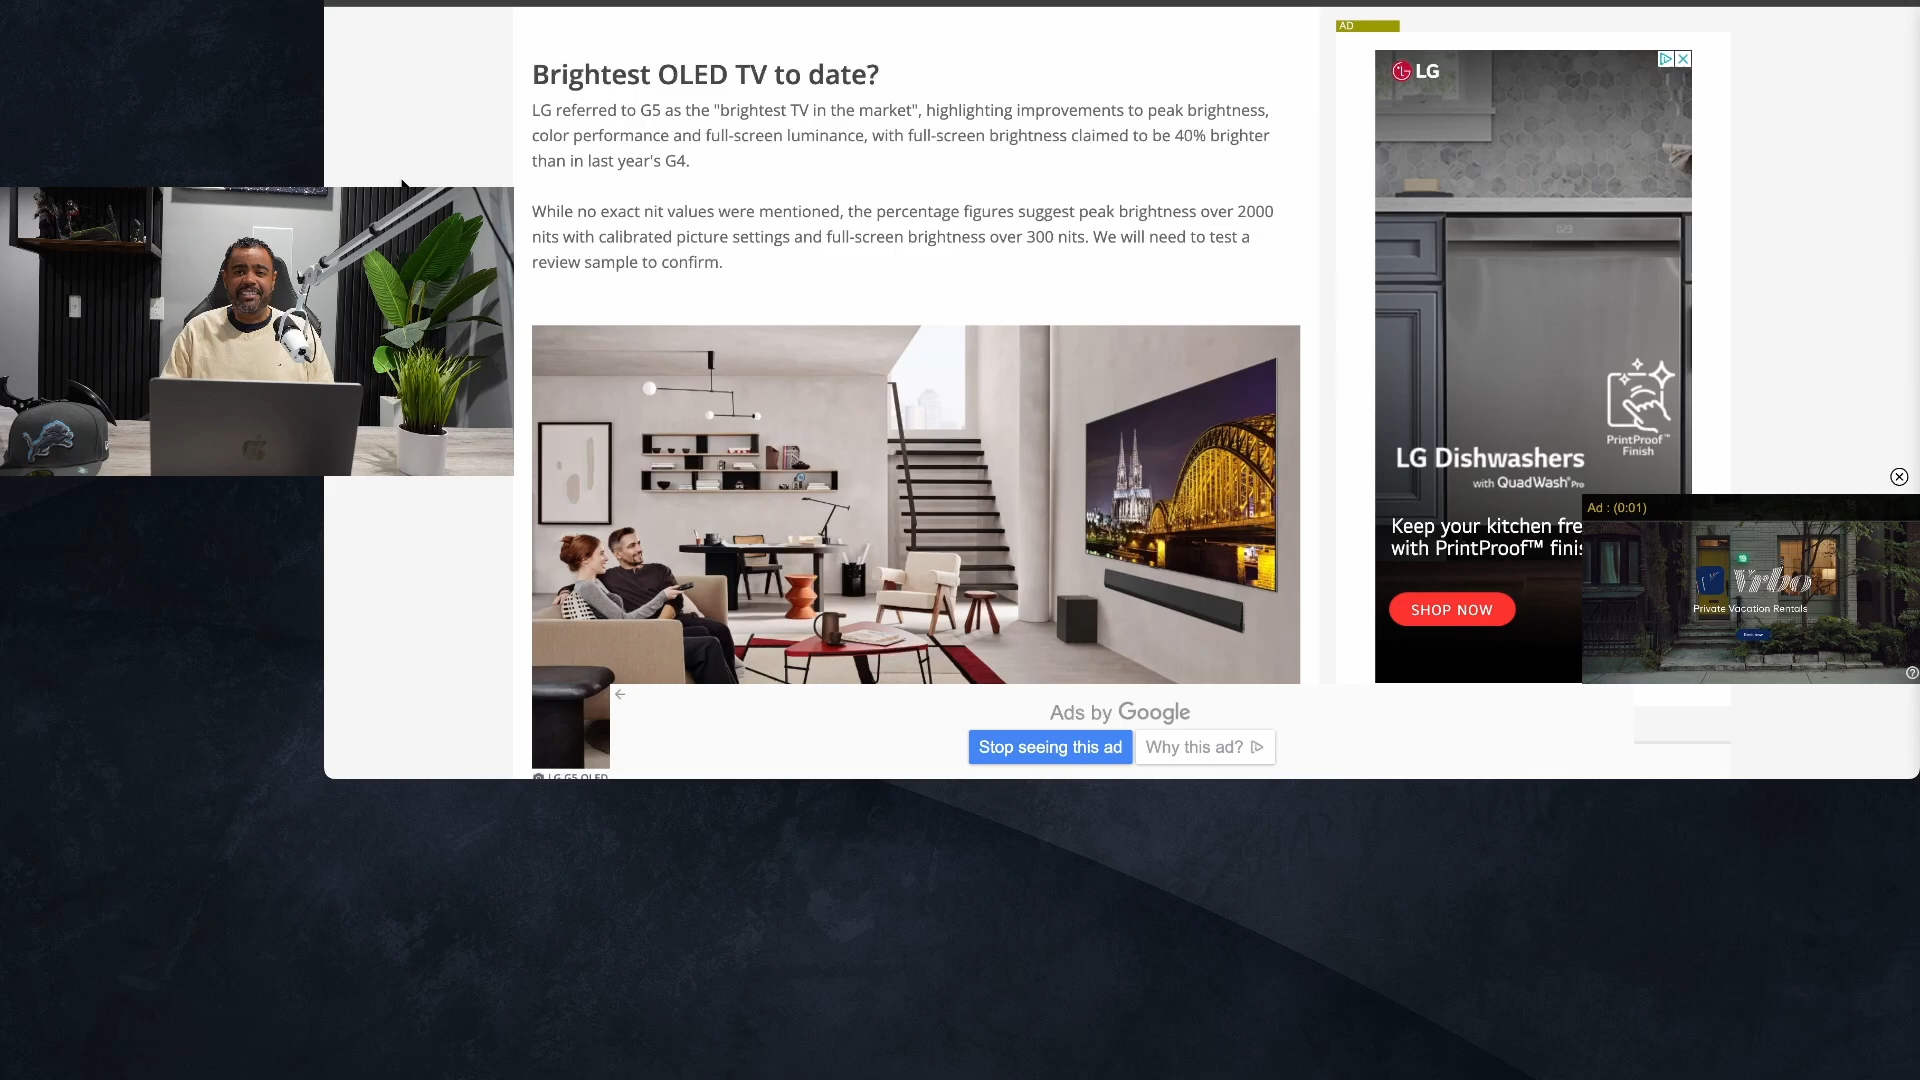 AD
Brightest OLED TV to date?
LG referred to G5 as the "brightest TV in the market", highlighting improvements to peak brightness,
color performance and full-screen luminance, with full-screen brightness claimed to be 40% brighter
than in last year's G4.
While no exact nit values were mentioned, the percentage figures suggest peak brightness over 2000
nits with calibrated picture settings and full-screen brightness over 300 nits. We will need to test a
review sample to confirm.
LG G5 OLED
LG
023
PrintProof™
Finish
LG Dishwashers
with QuadWash® Pro
Keep your kitchen fre
with PrintProof™ finis
SHOP NOW
Ad : (0:01)
Vrbo
Private Vacation Rentals
Ads by Google
Stop seeing this ad
Why this ad?